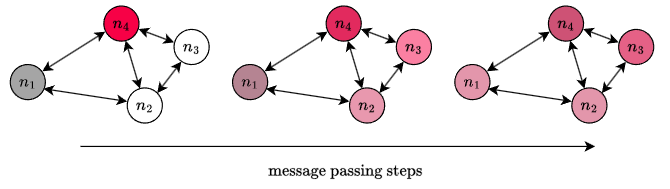 n₄ n₄ n₄
n₃ n₃ n₃
n₁ n₁ n₁
n₂ n₂ n₂
message passing steps